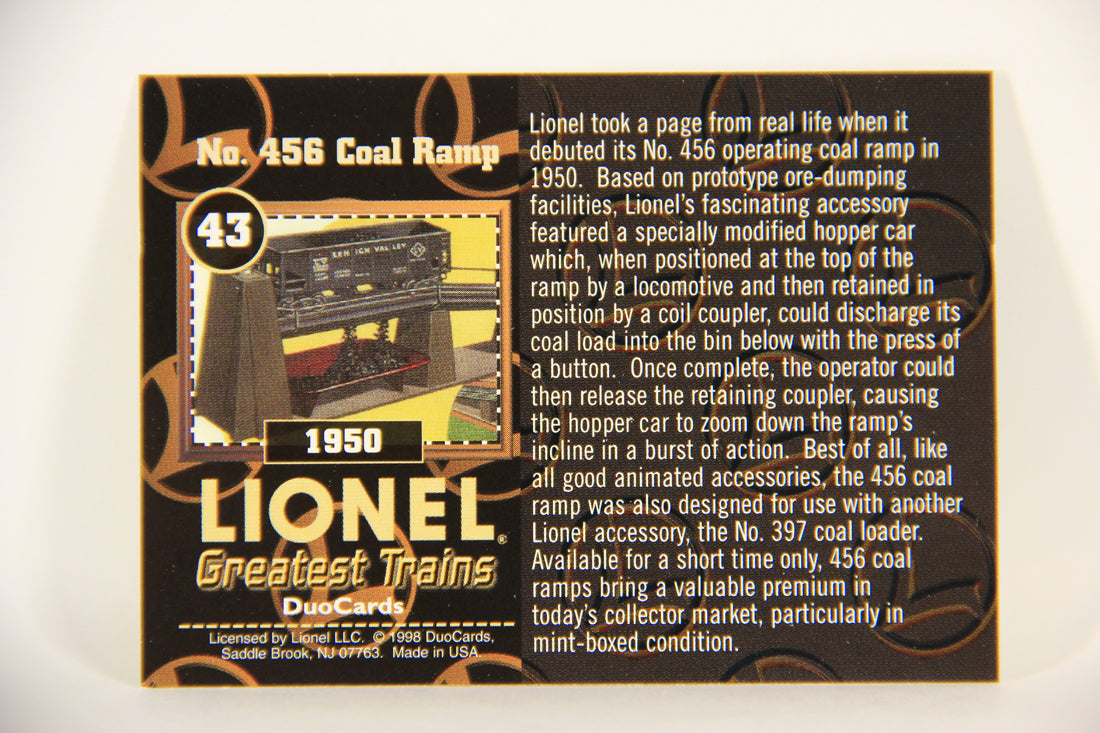 No. 456 Coal Ramp
43
LEHIGH VALLEY
1950
LIONEL®
Greatest Trains
DuoCards
Licensed by Lionel LLC. © 1998 DuoCards,
Saddle Brook, NJ 07763. Made in USA.
Lionel took a page from real life when it
debuted its No. 456 operating coal ramp in
1950. Based on prototype ore-dumping
facilities, Lionel's fascinating accessory
featured a specially modified hopper car
which, when positioned at the top of the
ramp by a locomotive and then retained in
position by a coil coupler, could discharge its
coal load into the bin below with the press of
a button. Once complete, the operator could
then release the retaining coupler, causing
the hopper car to zoom down the ramp's
incline in a burst of action. Best of all, like
all good animated accessories, the 456 coal
ramp was also designed for use with another
Lionel accessory, the No. 397 coal loader.
Available for a short time only, 456 coal
ramps bring a valuable premium in
today's collector market, particularly in
mint-boxed condition.